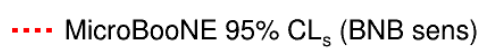 MicroBooNE 95% CLₛ (BNB sens)